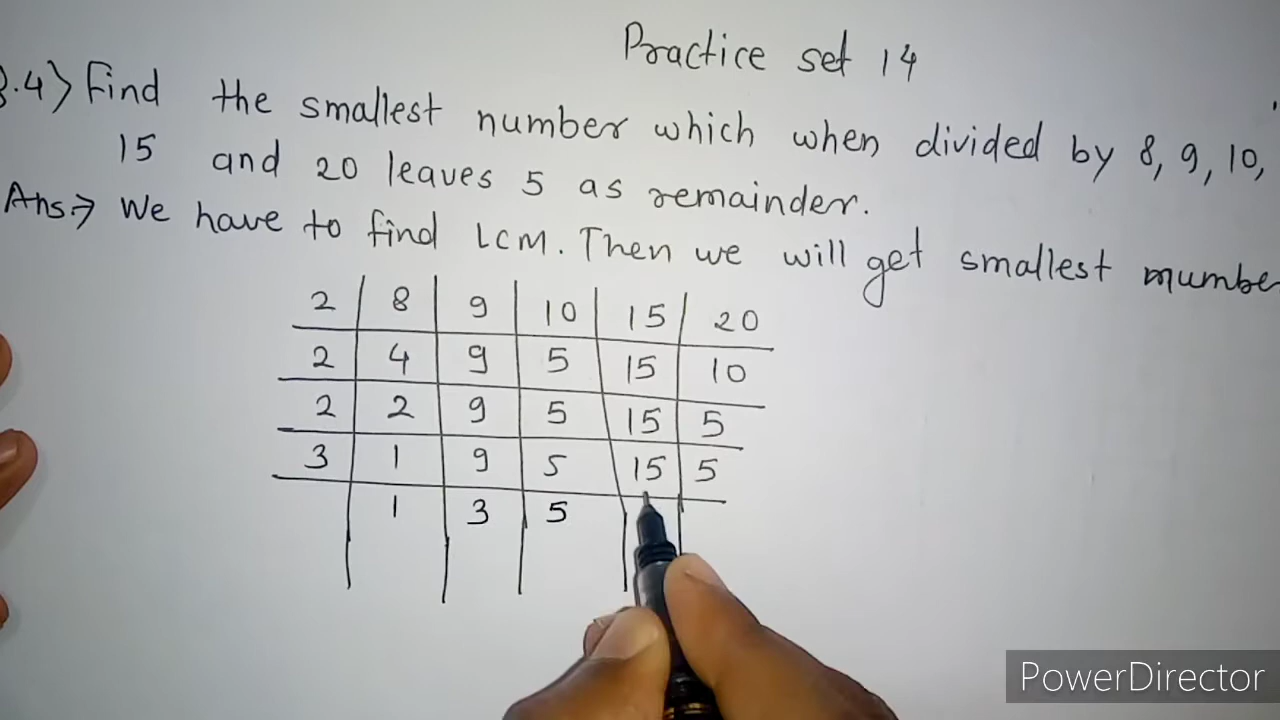 Practice set 14
Q.4) Find the smallest number which when divided by 8, 9, 10,
15 and 20 leaves 5 as remainder.
Ans:→ We have to find LCM. Then we will get smallest mumbe
2 8 9 10 15 20
2 4 9 5 15 10
2 2 9 5 15 5
3 1 9 5 15 5
1 3 5
PowerDirector